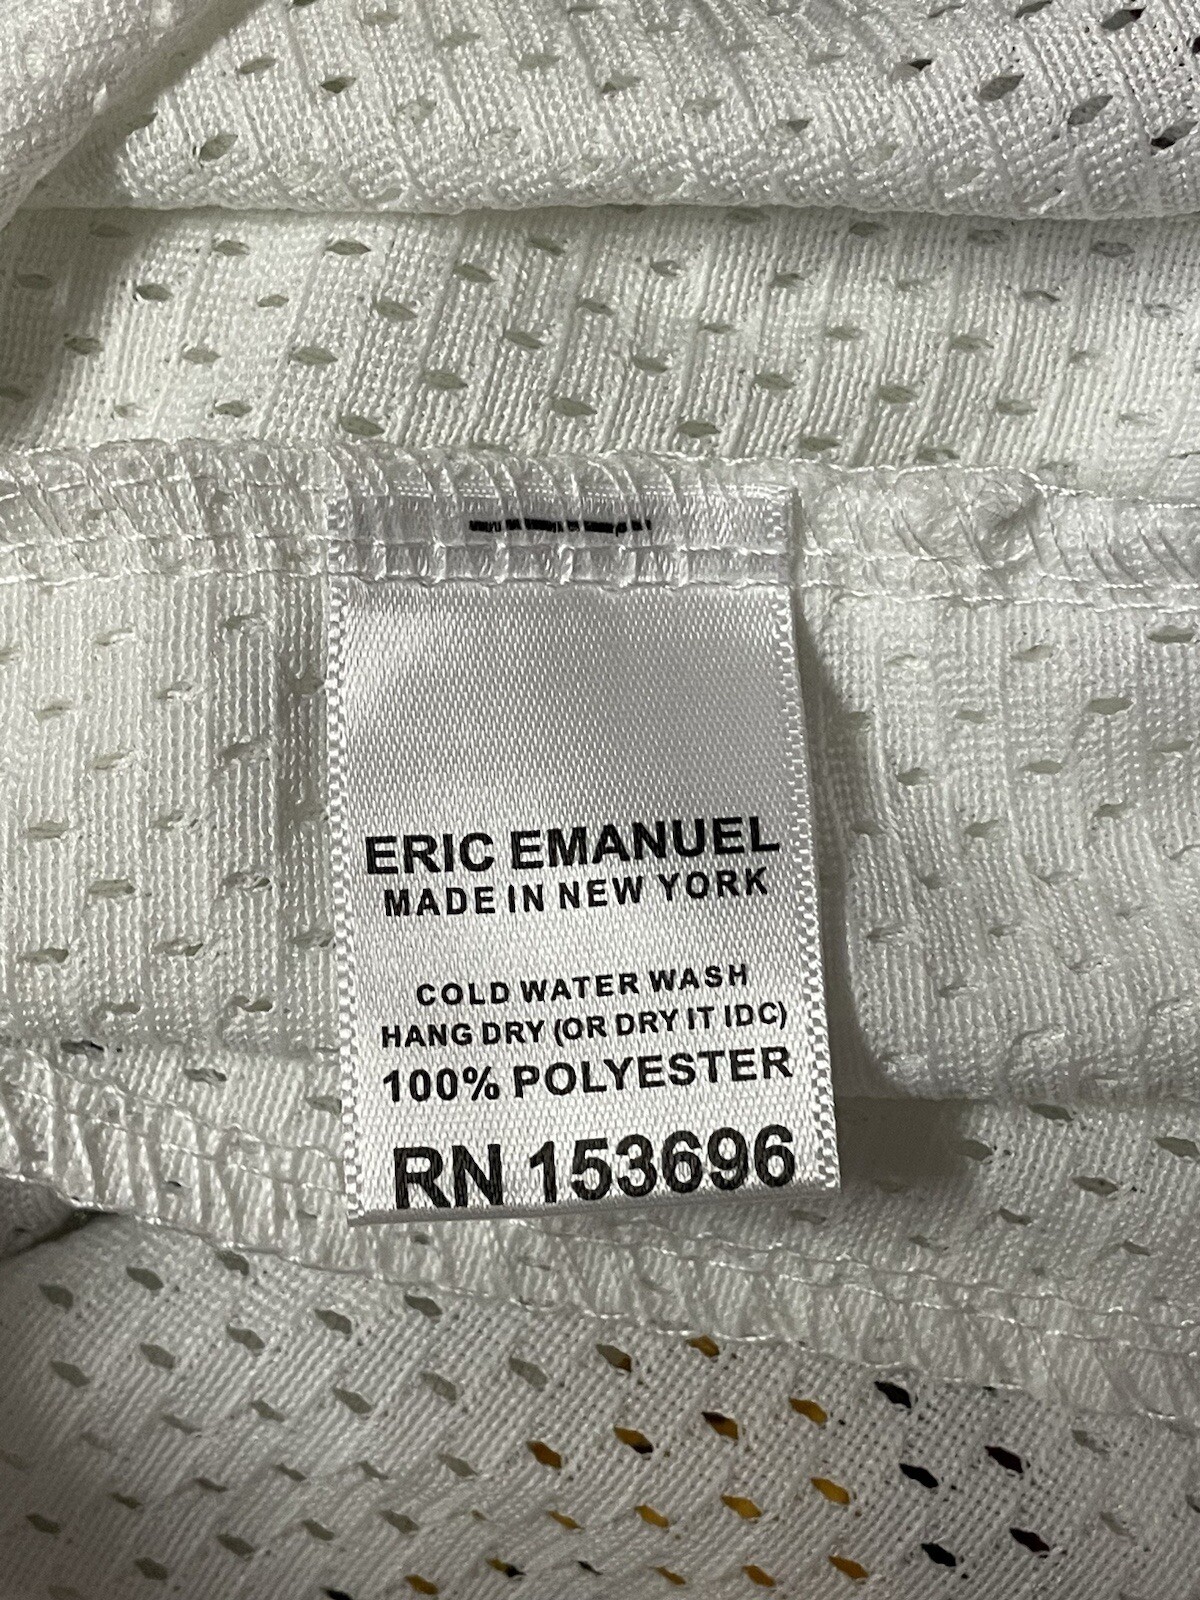 ERIC EMANUEL
MADE IN NEW YORK
COLD WATER WASH
HANG DRY (OR DRY IT IDC)
100% POLYESTER
RN 153696